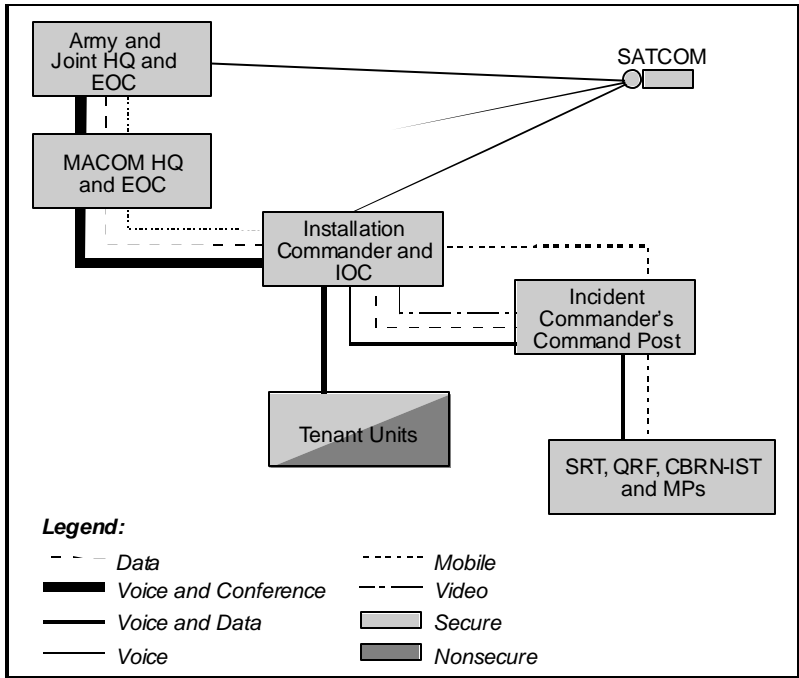 Army and
Joint HQ and
EOC
SATCOM
MACOM HQ
and EOC
Installation
Commander and
IOC
Incident
Commander's
Command Post
Tenant Units
SRT, QRF, CBRN-IST
and MPs
Legend:
Data
Mobile
Voice and Conference
Video
Voice and Data
Secure
Voice
Nonsecure